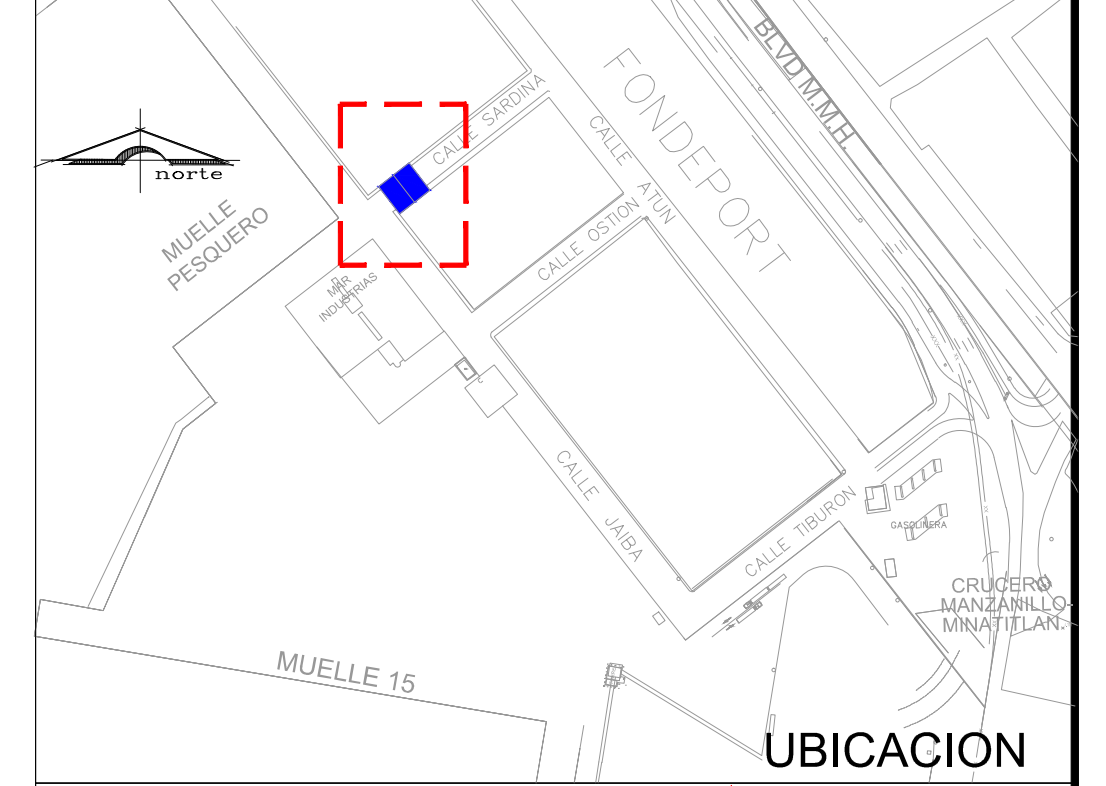 BLVD M.M.H.
FONDEPORT
CALLE SARDINA
CALLE ATUN
norte
MUELLE
PESQUERO
CALLE OSTION
MAR
INDUSTRIAS
CALLE JAIBA
CALLE TIBURON
GASOLINERA
CRUCERO
MANZANILLO-
MINATITLAN.
MUELLE 15
UBICACION